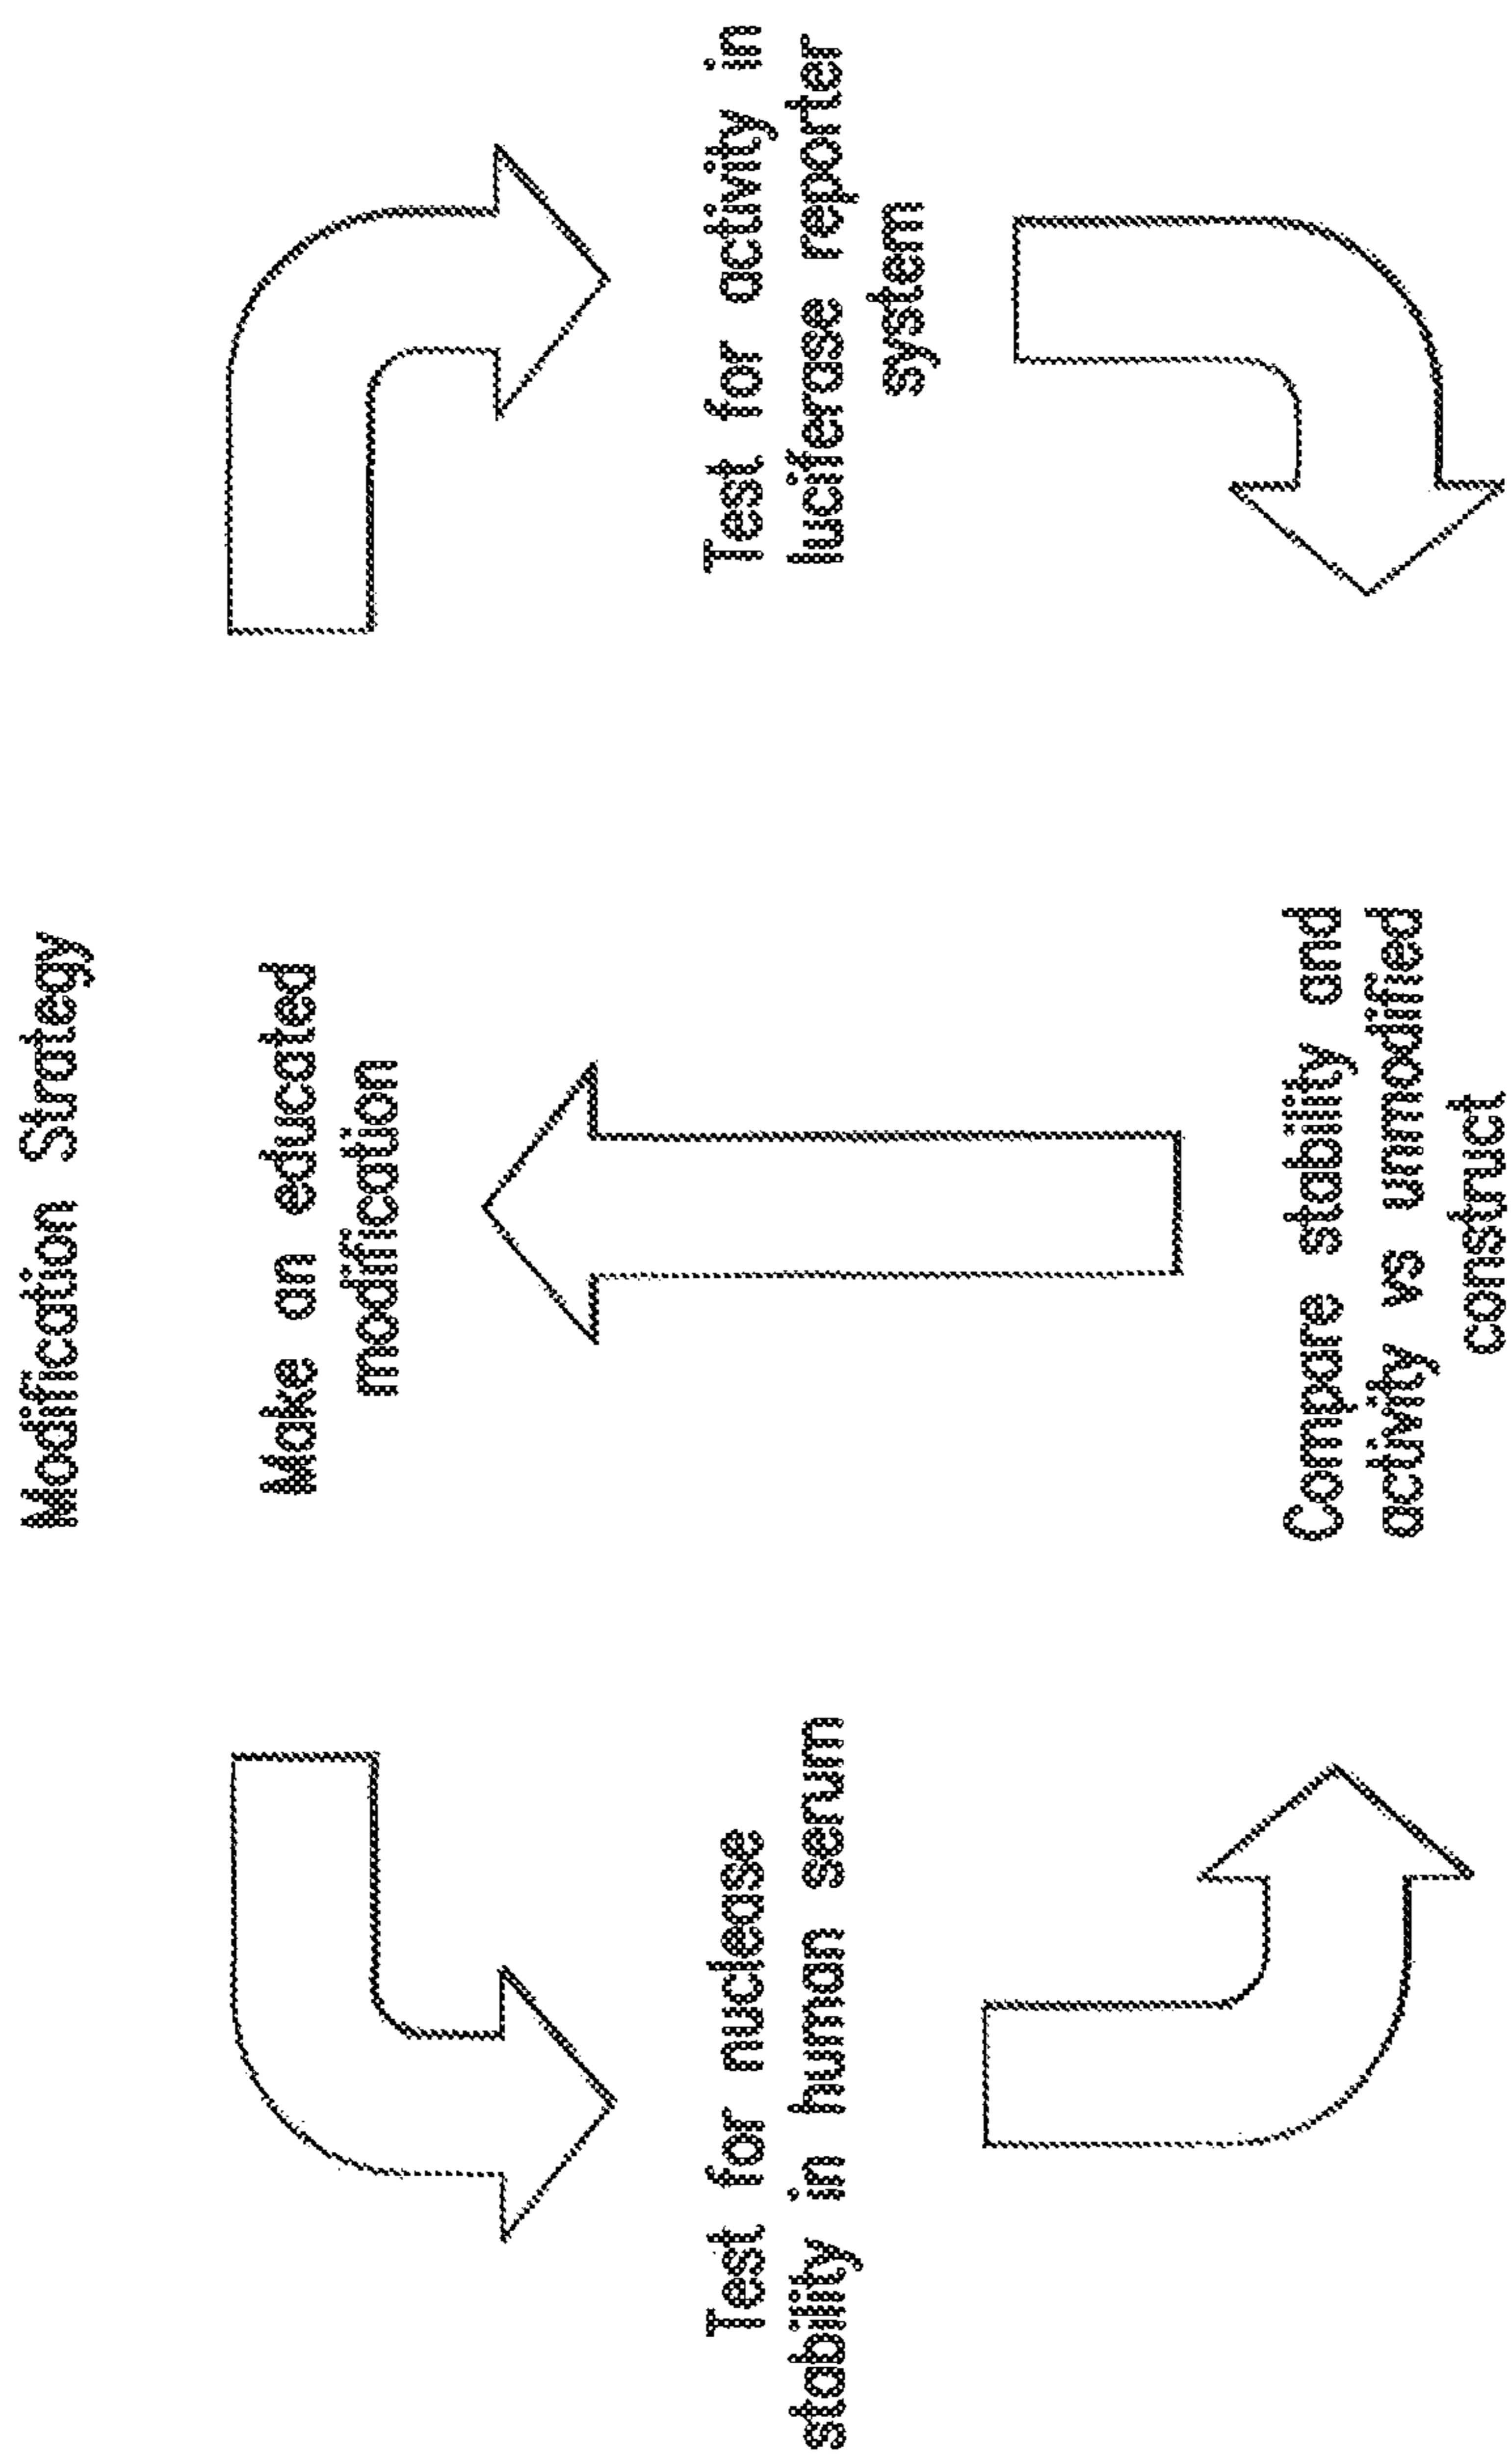 Modification Strategy
Make an educated
modification
Test for nuclease
stability in human serum
Test for activity in
luciferase reporter
system
Compare stability and
activity vs unmodified
construct